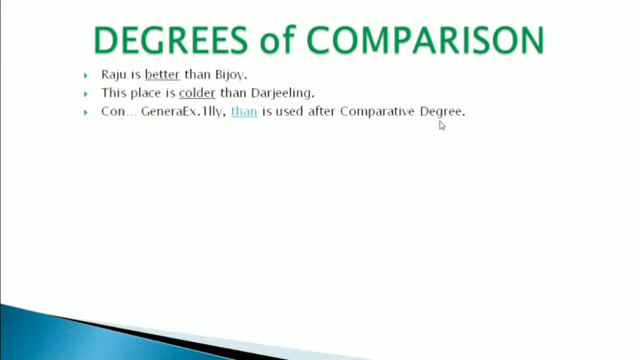 DEGREES of COMPARISON
Raju is better than Bijoy.
This place is colder than Darjeeling.
Con... GeneraEx.1lly, than is used after Comparative Degree.